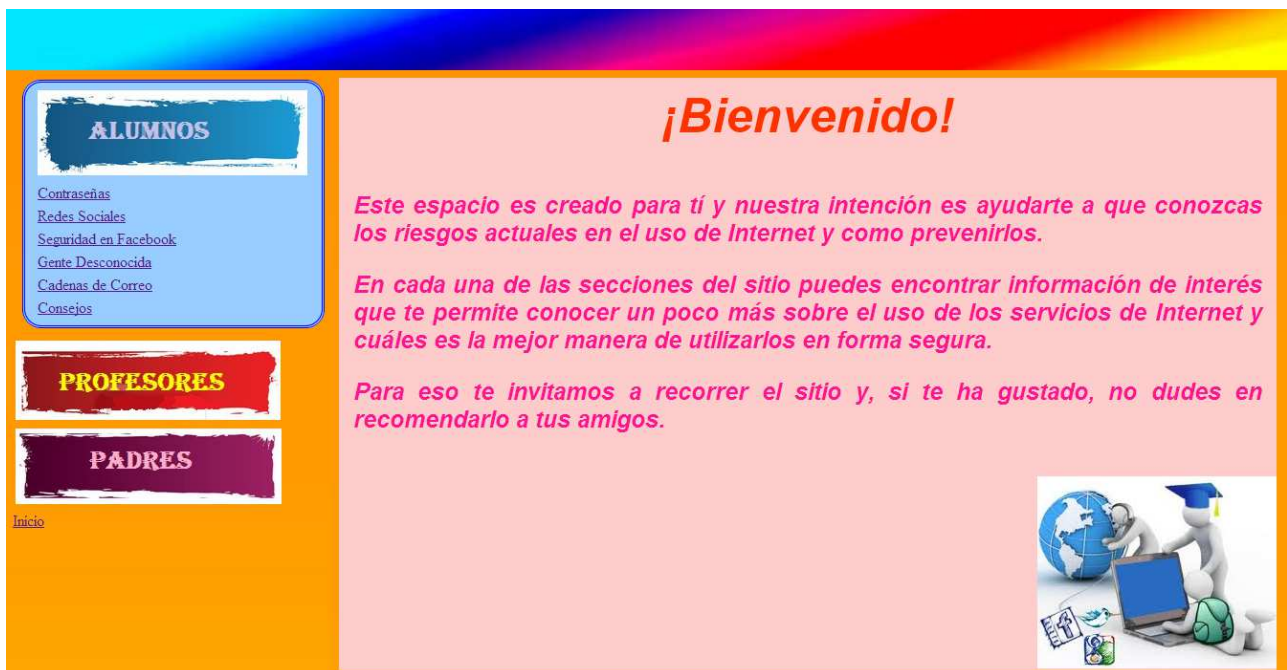 ALUMNOS
Contraseñas
Redes Sociales
Seguridad en Facebook
Gente Desconocida
Cadenas de Correo
Consejos
PROFESORES
PADRES
Inicio
¡Bienvenido!
Este espacio es creado para tí y nuestra intención es ayudarte a que conozcas
los riesgos actuales en el uso de Internet y como prevenirlos.
En cada una de las secciones del sitio puedes encontrar información de interés
que te permite conocer un poco más sobre el uso de los servicios de Internet y
cuáles es la mejor manera de utilizarlos en forma segura.
Para eso te invitamos a recorrer el sitio y, si te ha gustado, no dudes en
recomendarlo a tus amigos.
f